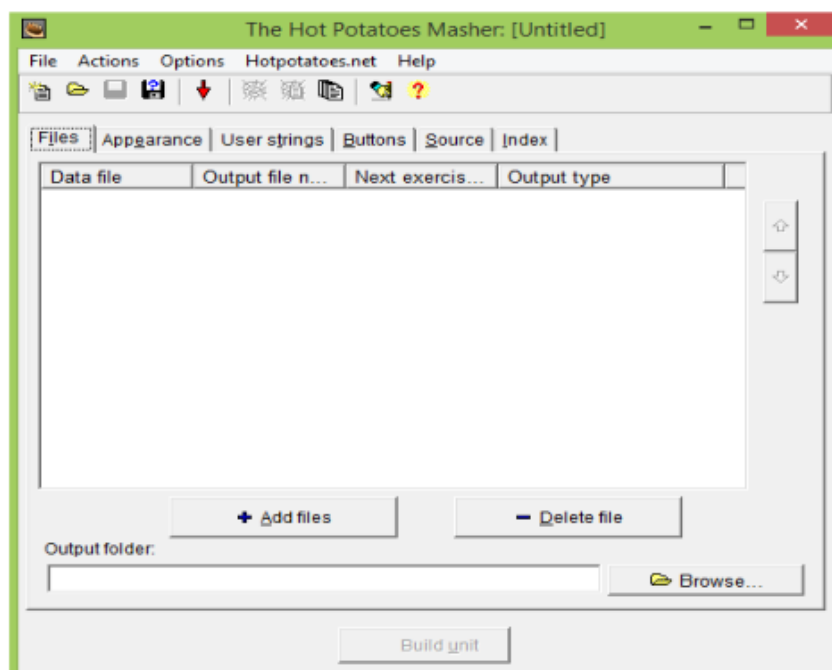 The Hot Potatoes Masher: [Untitled]
File Actions Options Hotpotatoes.net Help
Files Appearance User strings Buttons Source Index
Data file Output file n... Next exercis... Output type
+ Add files - Delete file
Output folder:
Browse...
Build unit